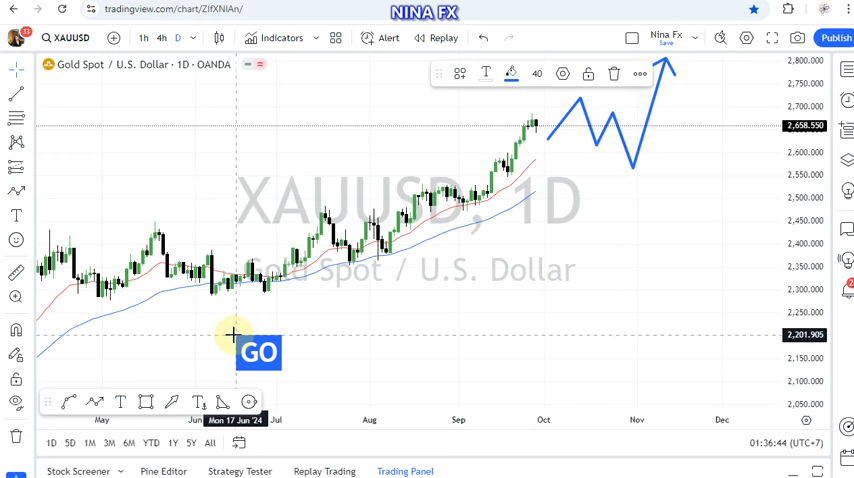 NINA FX
tradingview.com/chart/ZIfXNIAn/
33
XAUUSD
1h 4h D
Indicators
Alert
Replay
Nina Fx
Save
Publish
Gold Spot / U.S. Dollar · 1D · OANDA
T
40
2,800.000
2,750.000
2,700.000
2,658.550
2,600.000
2,550.000
2,500.000
2,450.000
2,400.000
2,350.000
2,300.000
2,250.000
2,201.905
2,150.000
2,100.000
2,050.000
XAUUSD, 1D
Gold Spot / U.S. Dollar
GO
May
Jun
Mon 17 Jun '24
Jul
Aug
Sep
Oct
Nov
Dec
1D 5D 1M 3M 6M YTD 1Y 5Y All
01:36:44 (UTC+7)
Stock Screener
Pine Editor
Strategy Tester
Replay Trading
Trading Panel